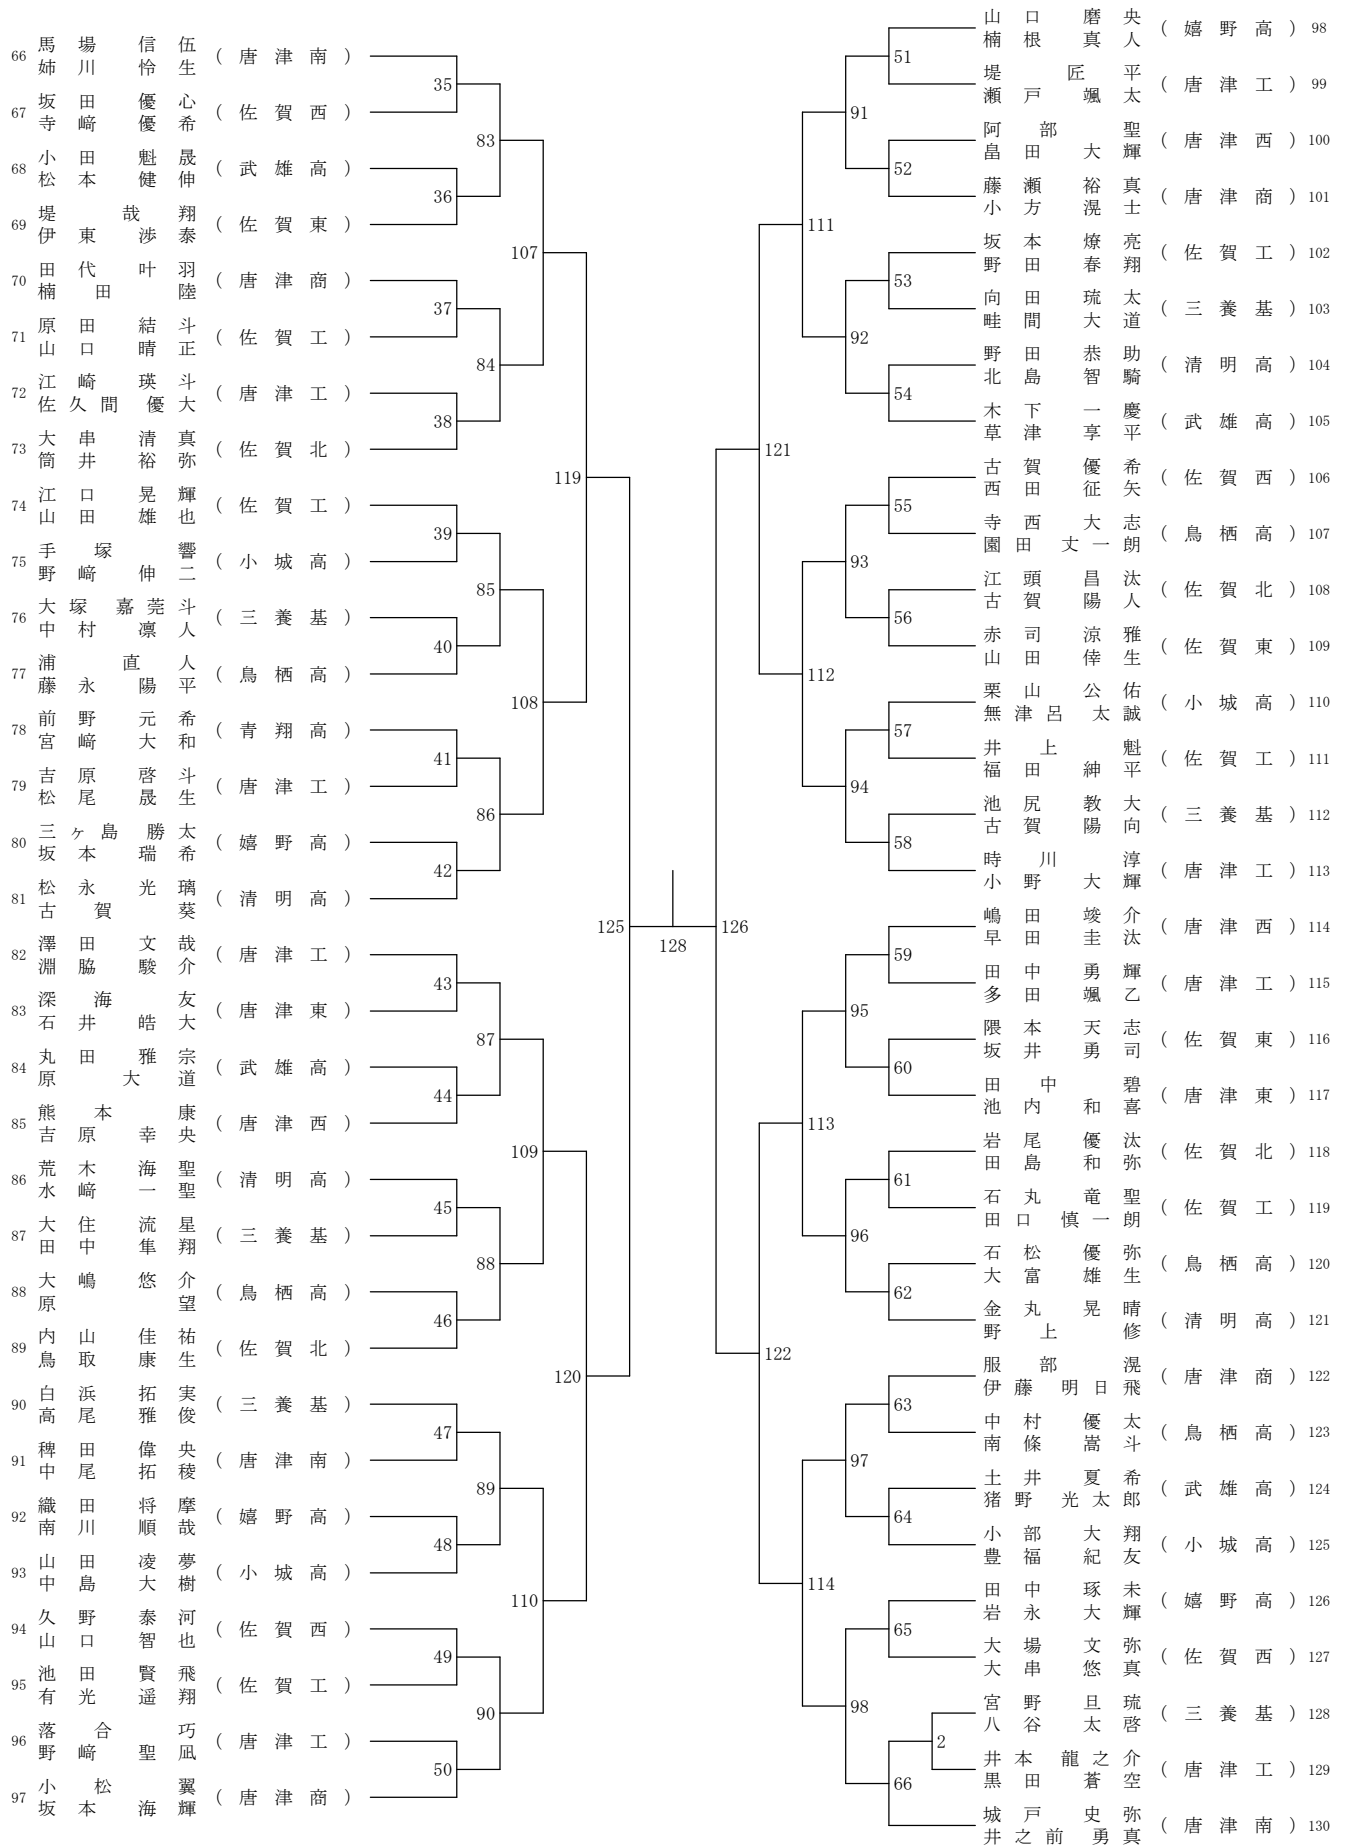 66 馬場 信伍 (唐津南)
姉川 怜生
67 坂田 優心 (佐賀西)
寺﨑 優希
68 小田 魁晟 (武雄高)
松本 健伸
69 堤 哉翔 (佐賀東)
伊東 渉泰
70 田代 叶羽 (唐津商)
楠田 陸
71 原田 結斗 (佐賀工)
山口 晴正
72 江崎 瑛斗 (唐津工)
佐久間 優大
73 大串 清真 (佐賀北)
筒井 裕弥
74 江口 晃輝 (佐賀工)
山田 雄也
75 手塚 響 (小城高)
野﨑 伸二
76 大塚 嘉莞斗 (三養基)
中村 凛人
77 浦 直人 (鳥栖高)
藤永 陽平
78 前野 元希 (青翔高)
宮﨑 大和
79 吉原 啓斗 (唐津工)
松尾 晟生
80 三ヶ島 勝太 (嬉野高)
坂本 瑞希
81 松永 光璃 (清明高)
古賀 葵
82 澤田 文哉 (唐津工)
淵脇 駿介
83 深海 友 (唐津東)
石井 皓大
84 丸田 雅宗 (武雄高)
原 大道
85 熊本 康 (唐津西)
吉原 幸央
86 荒木 海聖 (清明高)
水﨑 一聖
87 大住 流星 (三養基)
田中 隼翔
88 大嶋 悠介 (鳥栖高)
原 望
89 内山 佳祐 (佐賀北)
鳥取 康生
90 白浜 拓実 (三養基)
高尾 雅俊
91 稗田 偉央 (唐津南)
中尾 拓稜
92 織田 将摩 (嬉野高)
南川 順哉
93 山田 凌夢 (小城高)
中島 大樹
94 久野 泰河 (佐賀西)
山口 智也
95 池田 賢飛 (佐賀工)
有光 遥翔
96 落合 巧 (唐津工)
野﨑 聖凪
97 小松 翼 (唐津商)
坂本 海輝
35
36
37
38
39
40
41
42
43
44
45
46
47
48
49
50
83
84
85
86
87
88
89
90
107
108
109
110
119
120
125
128
126
121
122
111
112
113
114
91
92
93
94
95
96
97
98
51
52
53
54
55
56
57
58
59
60
61
62
63
64
65
66
2
山口 磨央 (嬉野高) 98
楠根 真人
堤 匠平 (唐津工) 99
瀬戸 颯太
阿部 聖 (唐津西) 100
畠田 大輝
藤瀬 裕真 (唐津商) 101
小方 滉士
坂本 燎亮 (佐賀工) 102
野田 春翔
向田 琉太 (三養基) 103
畦間 大道
野田 恭助 (清明高) 104
北島 智騎
木下 一慶 (武雄高) 105
草津 享平
古賀 優希 (佐賀西) 106
西田 征矢
寺西 大志 (鳥栖高) 107
園田 丈一朗
江頭 昌汰 (佐賀北) 108
古賀 陽人
赤司 涼雅 (佐賀東) 109
山田 倖生
栗山 公佑 (小城高) 110
無津呂 太誠
井上 魁 (佐賀工) 111
福田 紳平
池尻 教大 (三養基) 112
古賀 陽向
時川 淳 (唐津工) 113
小野 大輝
嶋田 竣介 (唐津西) 114
早田 圭汰
田中 勇輝 (唐津工) 115
多田 颯乙
隈本 天志 (佐賀東) 116
坂井 勇司
田中 碧 (唐津東) 117
池内 和喜
岩尾 優汰 (佐賀北) 118
田島 和弥
石丸 竜聖 (佐賀工) 119
田口 慎一朗
石松 優弥 (鳥栖高) 120
大富 雄生
金丸 晃晴 (清明高) 121
野上 修
服部 滉 (唐津商) 122
伊藤 明日飛
中村 優太 (鳥栖高) 123
南條 嵩斗
土井 夏希 (武雄高) 124
猪野 光太郎
小部 大翔 (小城高) 125
豊福 紀友
田中 琢未 (嬉野高) 126
岩永 大輝
大場 文弥 (佐賀西) 127
大串 悠真
宮野 旦琉 (三養基) 128
八谷 太啓
井本 龍之介 (唐津工) 129
黒田 蒼空
城戸 史弥 (唐津南) 130
井之前 勇真